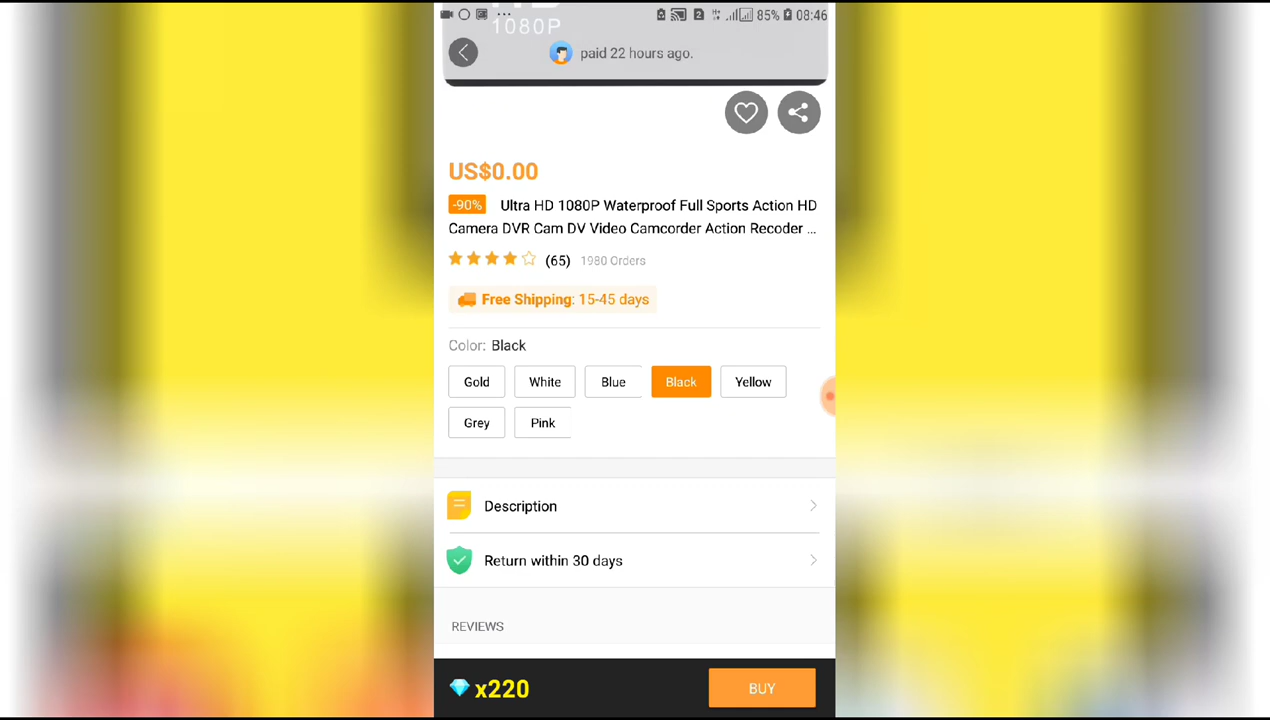 1080P
2 85% 08:46
paid 22 hours ago.
US$0.00
-90% Ultra HD 1080P Waterproof Full Sports Action HD
Camera DVR Cam DV Video Camcorder Action Recoder ...
(65) 1980 Orders
Free Shipping: 15-45 days
Color: Black
Gold White Blue Black Yellow
Grey Pink
Description
Return within 30 days
REVIEWS
x220 BUY